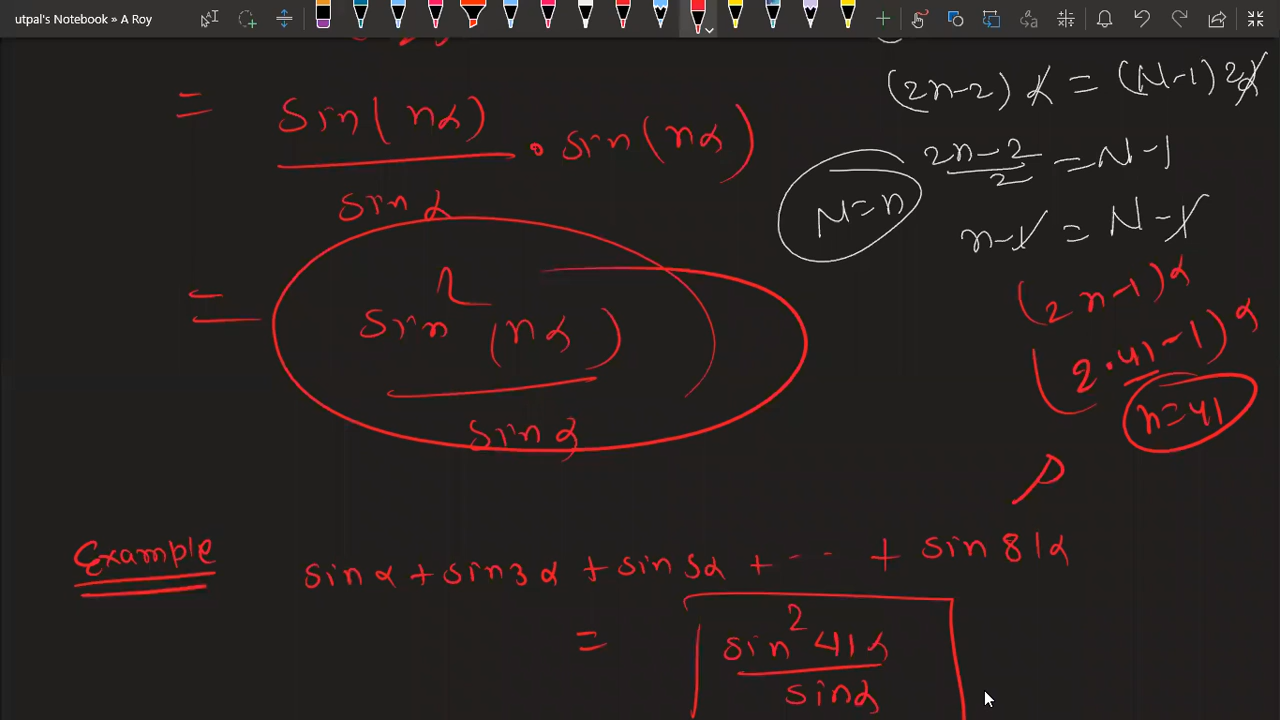 utpal's Notebook » A Roy
= sin(nα)/sinα • sin(nα)
= sin²(nα)/sinα
(2n-2)α = (N-1)2α
(2n-2)/2 = N-1
n-1 = N-1
N=n
(2n-1)α
(2·41-1)α
n=41
Example sinα + sin3α + sin5α + ... + sin81α
= sin²41α/sinα